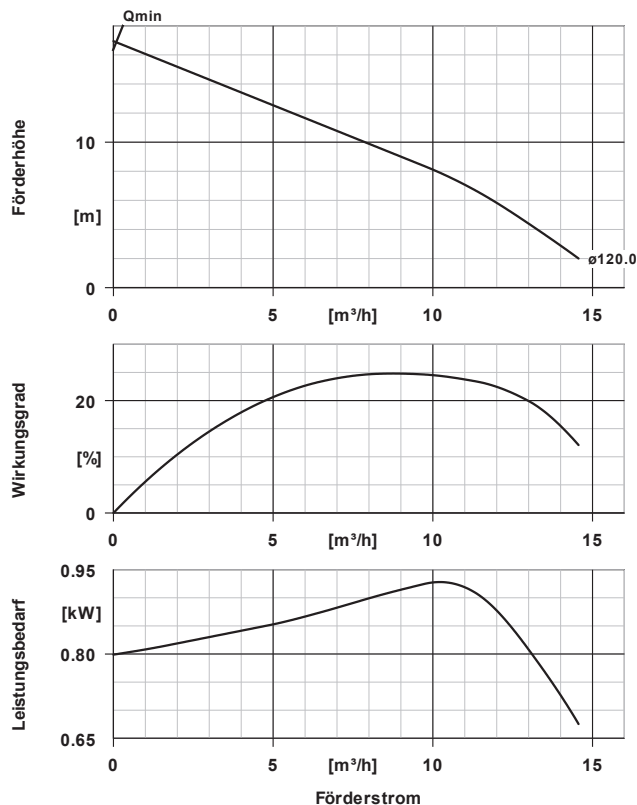 Qmin
Förderhöhe
10
[m]
0
ø120.0
0 5 [m³/h] 10 15
Wirkungsgrad
20
[%]
0
0 5 [m³/h] 10 15
Leistungsbedarf
0.95
[kW]
0.80
0.65
0 5 [m³/h] 10 15
Förderstrom